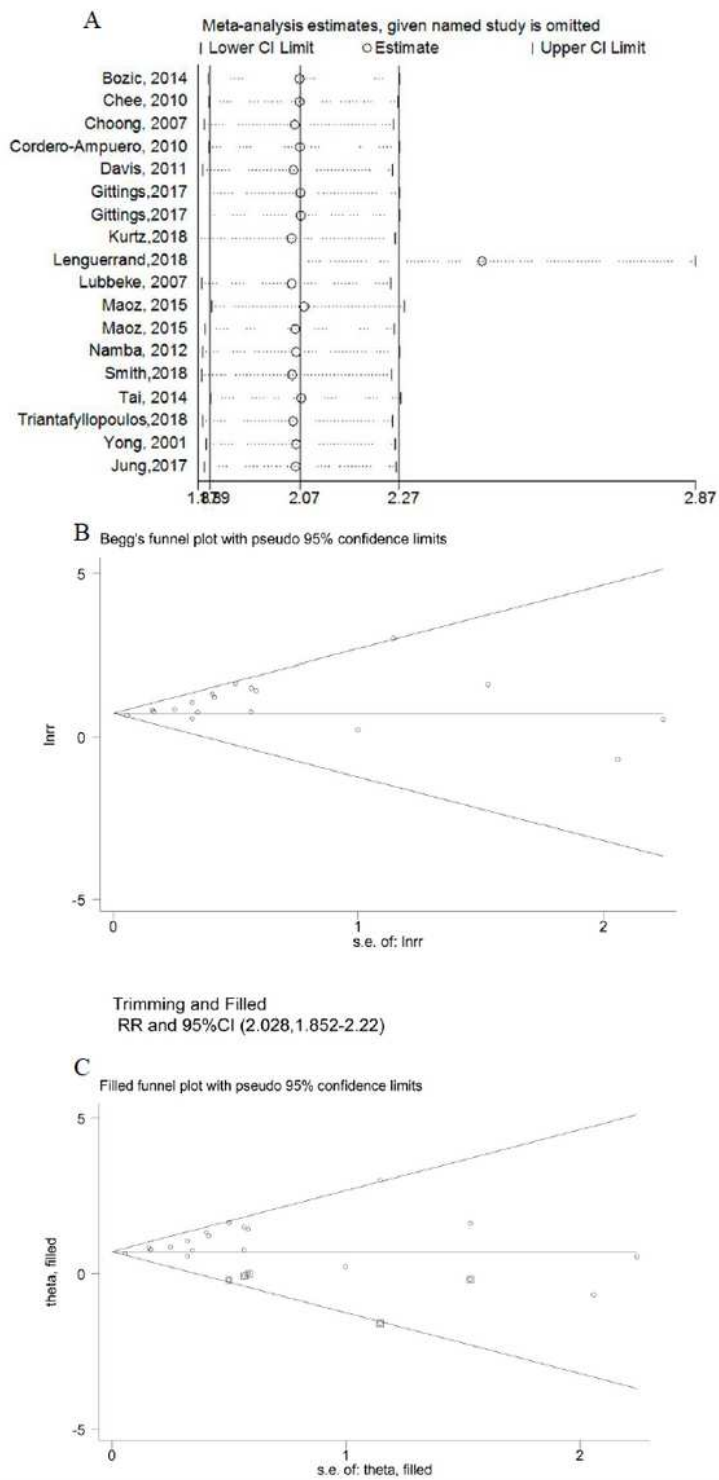 A
Meta-analysis estimates, given named study is omitted
| Lower CI Limit ○ Estimate | Upper CI Limit
Bozic, 2014
Chee, 2010
Choong, 2007
Cordero-Ampuero, 2010
Davis, 2011
Gittings,2017
Gittings,2017
Kurtz,2018
Lenguerrand,2018
Lubbeke, 2007
Maoz, 2015
Maoz, 2015
Namba, 2012
Smith,2018
Tai, 2014
Triantafyllopoulos,2018
Yong, 2001
Jung,2017
2.07 2.27 2.87
B Begg's funnel plot with pseudo 95% confidence limits
5
lnrr
0
-5
0 1 2
s.e. of: lnrr
Trimming and Filled
RR and 95%CI (2.028,1.852-2.22)
C
Filled funnel plot with pseudo 95% confidence limits
5
theta, filled
0
-5
0 1 2
s.e. of: theta, filled